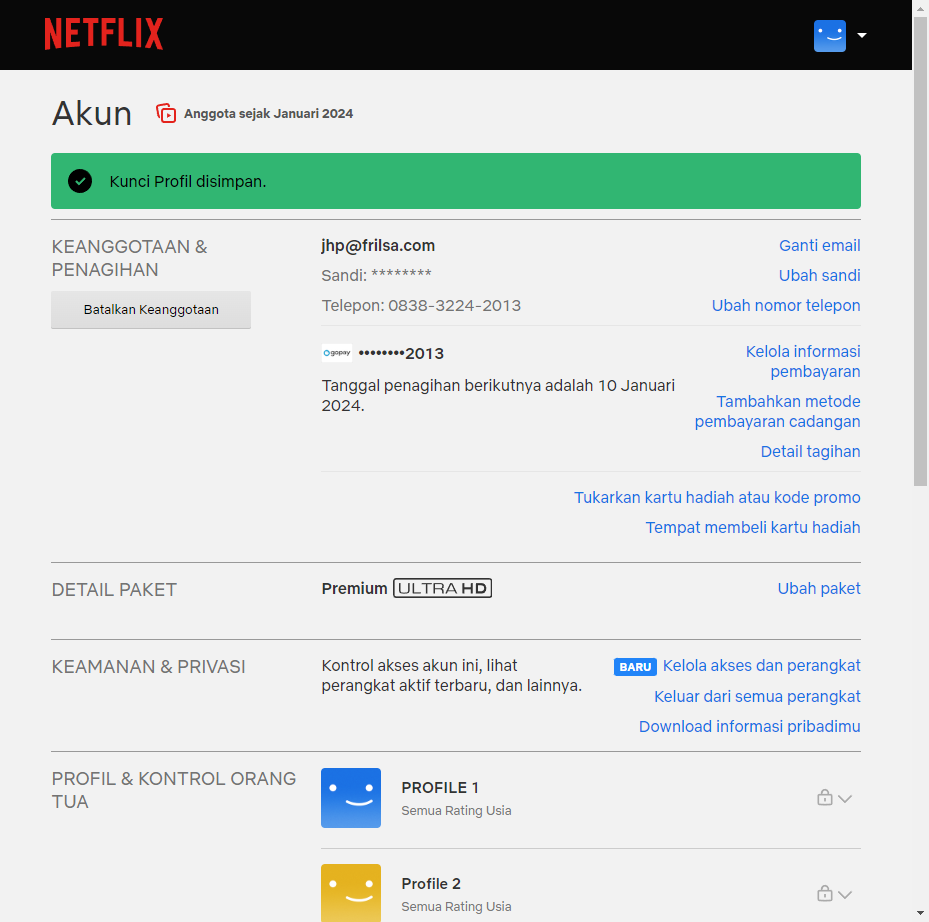 NETFLIX
Akun
Anggota sejak Januari 2024
Kunci Profil disimpan.
KEANGGOTAAN &
PENAGIHAN
Batalkan Keanggotaan
jhp@frilsa.com
Ganti email
Sandi: ********
Ubah sandi
Telepon: 0838-3224-2013
Ubah nomor telepon
gopay ••••••••2013
Kelola informasi
pembayaran
Tanggal penagihan berikutnya adalah 10 Januari
2024.
Tambahkan metode
pembayaran cadangan
Detail tagihan
Tukarkan kartu hadiah atau kode promo
Tempat membeli kartu hadiah
DETAIL PAKET
Premium ULTRA HD
Ubah paket
KEAMANAN & PRIVASI
Kontrol akses akun ini, lihat
perangkat aktif terbaru, dan lainnya.
BARU Kelola akses dan perangkat
Keluar dari semua perangkat
Download informasi pribadimu
PROFIL & KONTROL ORANG
TUA
PROFILE 1
Semua Rating Usia
Profile 2
Semua Rating Usia